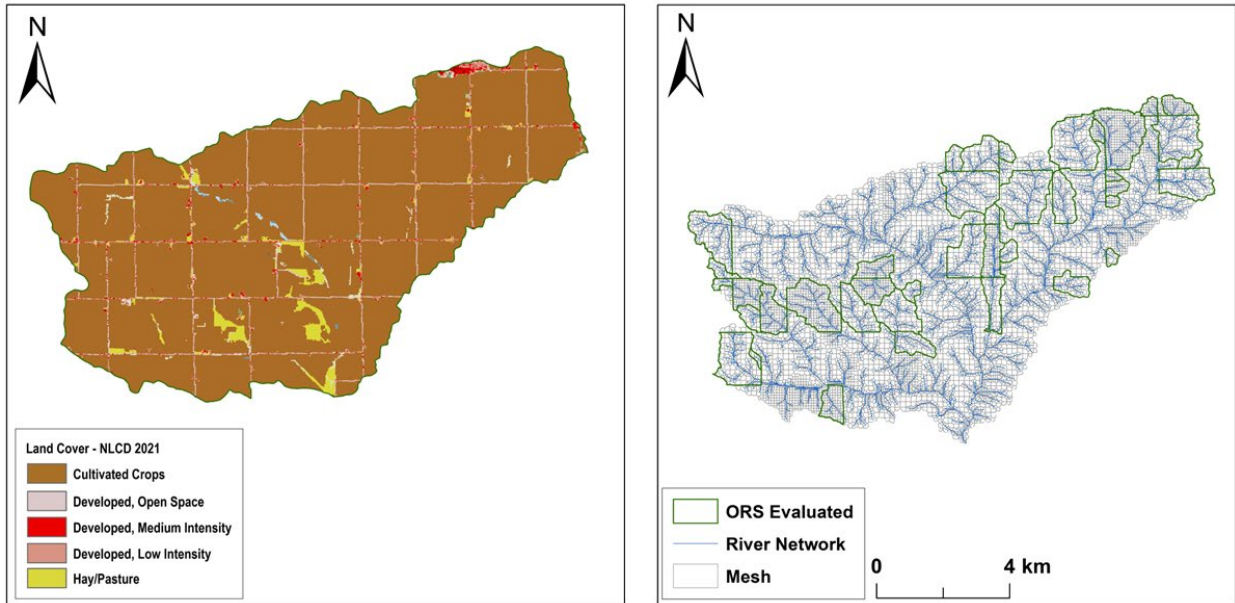 N
Land Cover - NLCD 2021
Cultivated Crops
Developed, Open Space
Developed, Medium Intensity
Developed, Low Intensity
Hay/Pasture
N
ORS Evaluated
River Network
Mesh
0 4 km